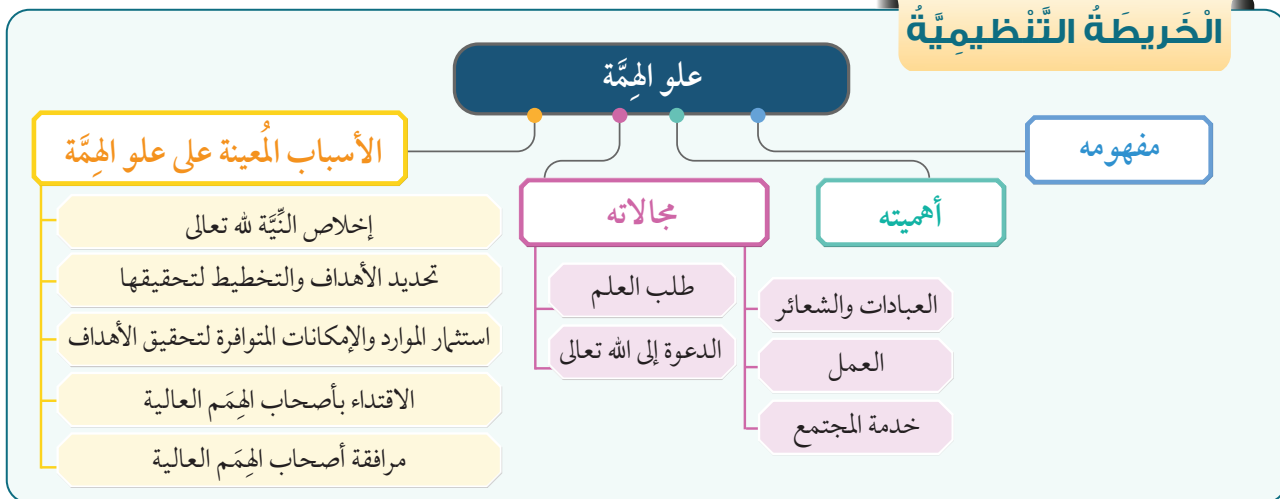 الْخَريطَةُ التَّنْظيمِيَّةُ
علو الهِمَّة
مفهومه
أهميته
مجالاته
العبادات والشعائر
العمل
خدمة المجتمع
طلب العلم
الدعوة إلى الله تعالى
الأسباب المُعينة على علو الهِمَّة
إخلاص النِّيَّة لله تعالى
تحديد الأهداف والتخطيط لتحقيقها
استثمار الموارد والإمكانات المتوافرة لتحقيق الأهداف
الاقتداء بأصحاب الهِمَم العالية
مرافقة أصحاب الهِمَم العالية